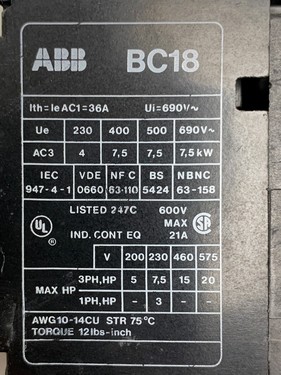 ABB BC18
Ith=Ie AC1=36A Ui=690V~
Ue 230 400 500 690V~
AC3 4 7,5 7,5 7,5kW
IEC VDE NF C BS NBNC
947-4-1 0660 63-110 5424 63-158
LISTED 247C 600V
UL MAX SA
IND. CONT EQ 21A
V 200 230 460 575
3PH,HP 5 7,5 15 20
MAX HP
1PH,HP – 3 – –
AWG10-14CU STR 75°C
TORQUE 12lbs-inch